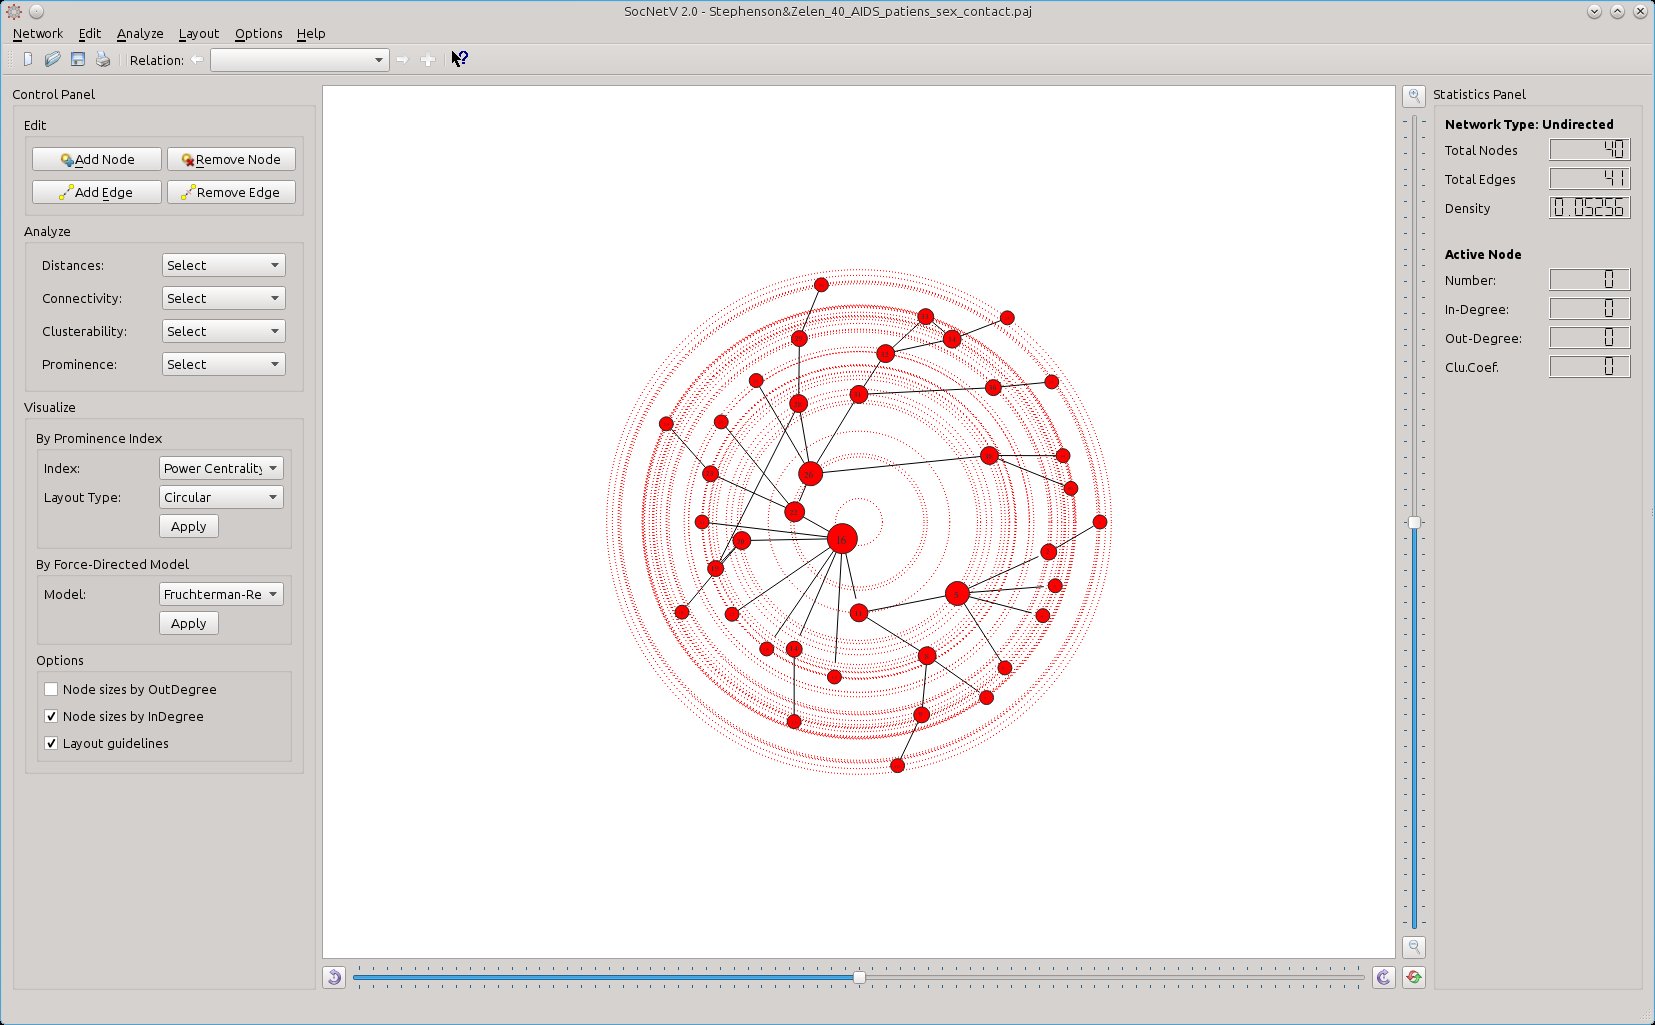 SocNetV 2.0 - Stephenson&Zelen_40_AIDS_patiens_sex_contact.paj
Network Edit Analyze Layout Options Help
Relation:
Control Panel
Edit
Add Node Remove Node
Add Edge Remove Edge
Analyze
Distances: Select
Connectivity: Select
Clusterability: Select
Prominence: Select
Visualize
By Prominence Index
Index: Power Centrality
Layout Type: Circular
Apply
By Force-Directed Model
Model: Fruchterman-Re
Apply
Options
Node sizes by OutDegree
Node sizes by InDegree
Layout guidelines
16
Statistics Panel
Network Type: Undirected
Total Nodes 40
Total Edges 41
Density 0.05256
Active Node
Number: 0
In-Degree: 0
Out-Degree: 0
Clu.Coef. 0